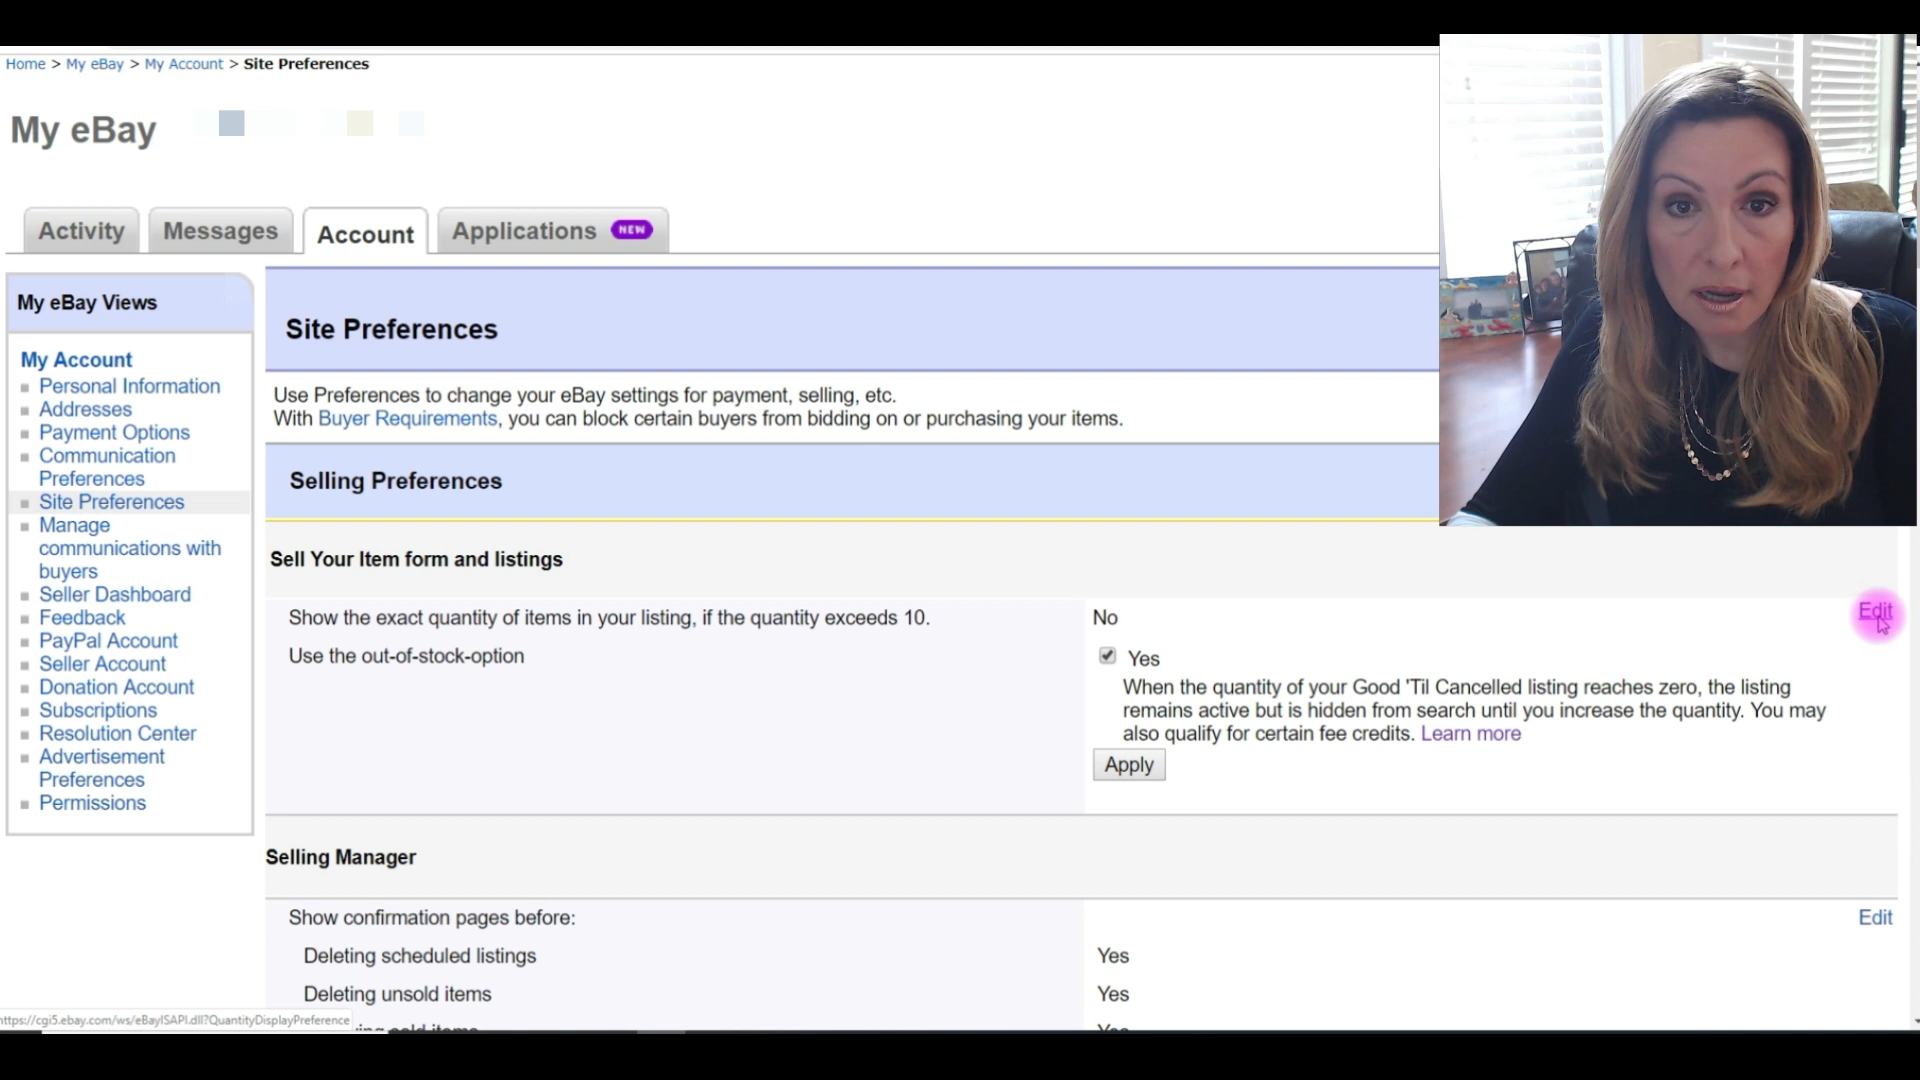 Home > My eBay > My Account > Site Preferences
My eBay
Activity
Messages
Account
Applications NEW
My eBay Views
My Account
Personal Information
Addresses
Payment Options
Communication
Preferences
Site Preferences
Manage
communications with
buyers
Seller Dashboard
Feedback
PayPal Account
Seller Account
Donation Account
Subscriptions
Resolution Center
Advertisement
Preferences
Permissions
Site Preferences
Use Preferences to change your eBay settings for payment, selling, etc.
With Buyer Requirements, you can block certain buyers from bidding on or purchasing your items.
Selling Preferences
Sell Your Item form and listings
Show the exact quantity of items in your listing, if the quantity exceeds 10.
No
Edit
Use the out-of-stock-option
Yes
When the quantity of your Good 'Til Cancelled listing reaches zero, the listing
remains active but is hidden from search until you increase the quantity. You may
also qualify for certain fee credits. Learn more
Apply
Selling Manager
Show confirmation pages before:
Edit
Deleting scheduled listings
Yes
Deleting unsold items
Yes
sold items
Yes
https://cgi5.ebay.com/ws/eBayISAPI.dll?QuantityDisplayPreference